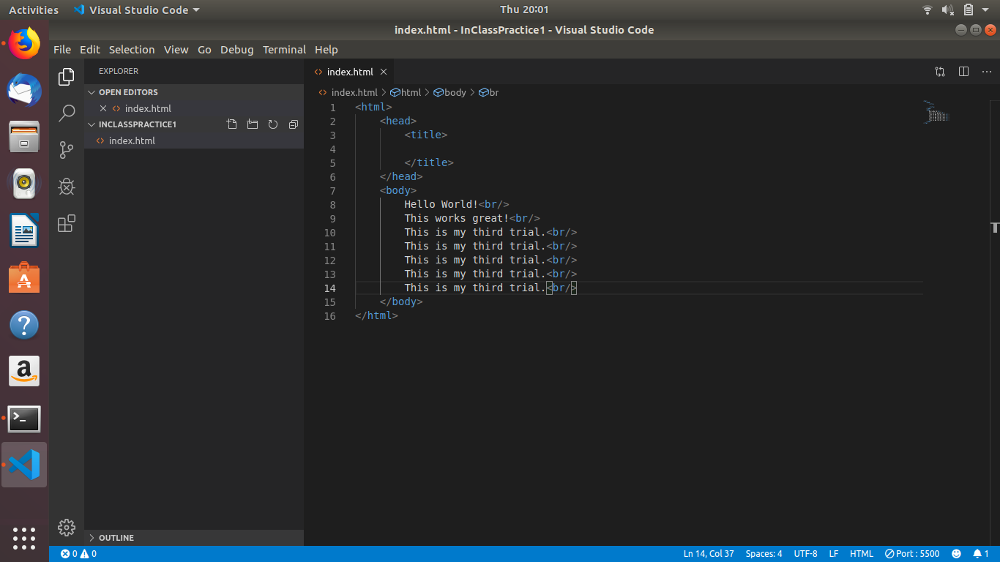 Activities Visual Studio Code Thu 20:01
index.html - InClassPractice1 - Visual Studio Code
File Edit Selection View Go Debug Terminal Help
EXPLORER
OPEN EDITORS
index.html
INCLASSPRACTICE1
index.html
OUTLINE
index.html
index.html > html > body > br
1 <html>
2 <head>
3 <title>
4
5 </title>
6 </head>
7 <body>
8 Hello World!<br/>
9 This works great!<br/>
10 This is my third trial.<br/>
11 This is my third trial.<br/>
12 This is my third trial.<br/>
13 This is my third trial.<br/>
14 This is my third trial.<br/>
15 </body>
16 </html>
0 0 Ln 14, Col 37 Spaces: 4 UTF-8 LF HTML Port : 5500 1